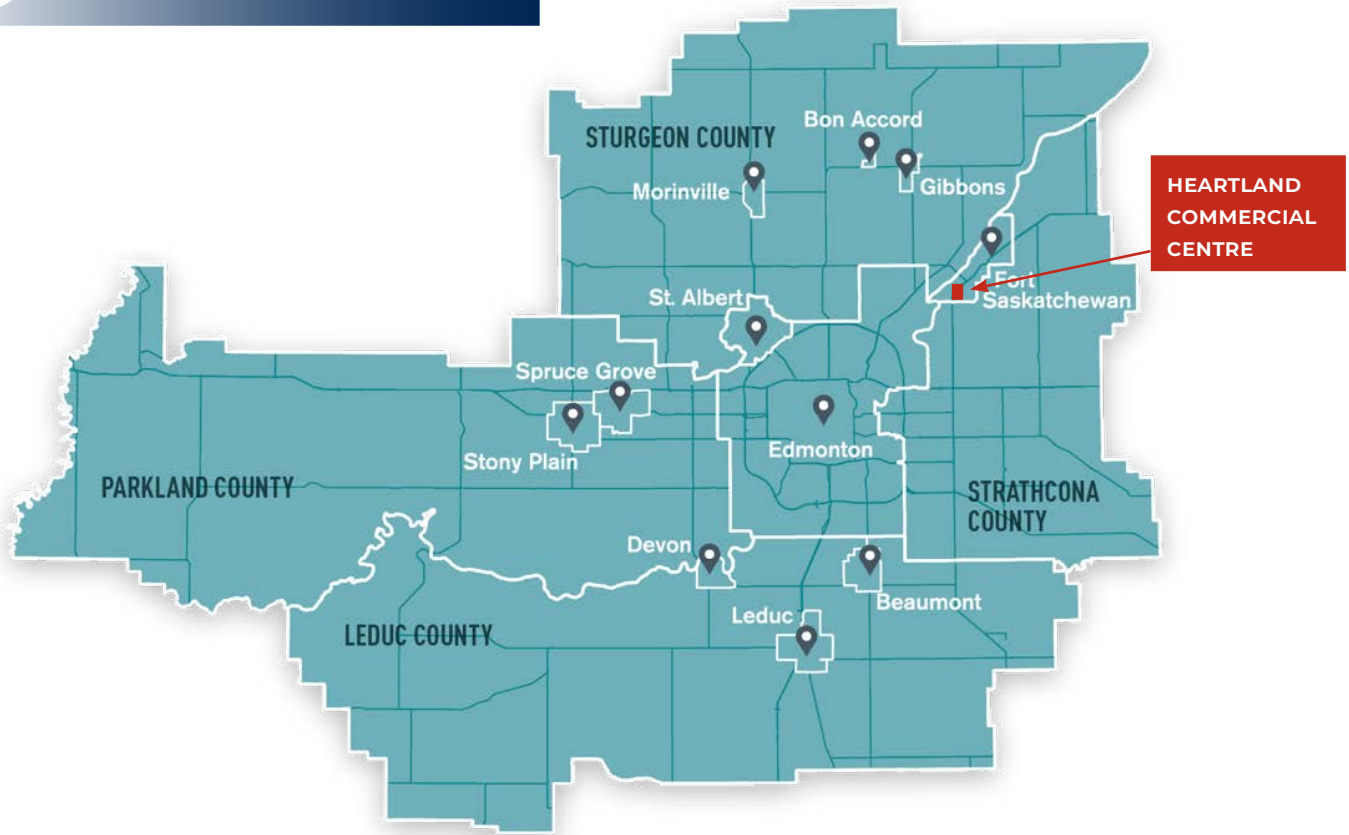 STURGEON COUNTY
Bon Accord
Morinville
Gibbons
HEARTLAND
COMMERCIAL
CENTRE
Fort
Saskatchewan
St. Albert
Spruce Grove
Stony Plain
Edmonton
PARKLAND COUNTY
STRATHCONA
COUNTY
Devon
Beaumont
Leduc
LEDUC COUNTY